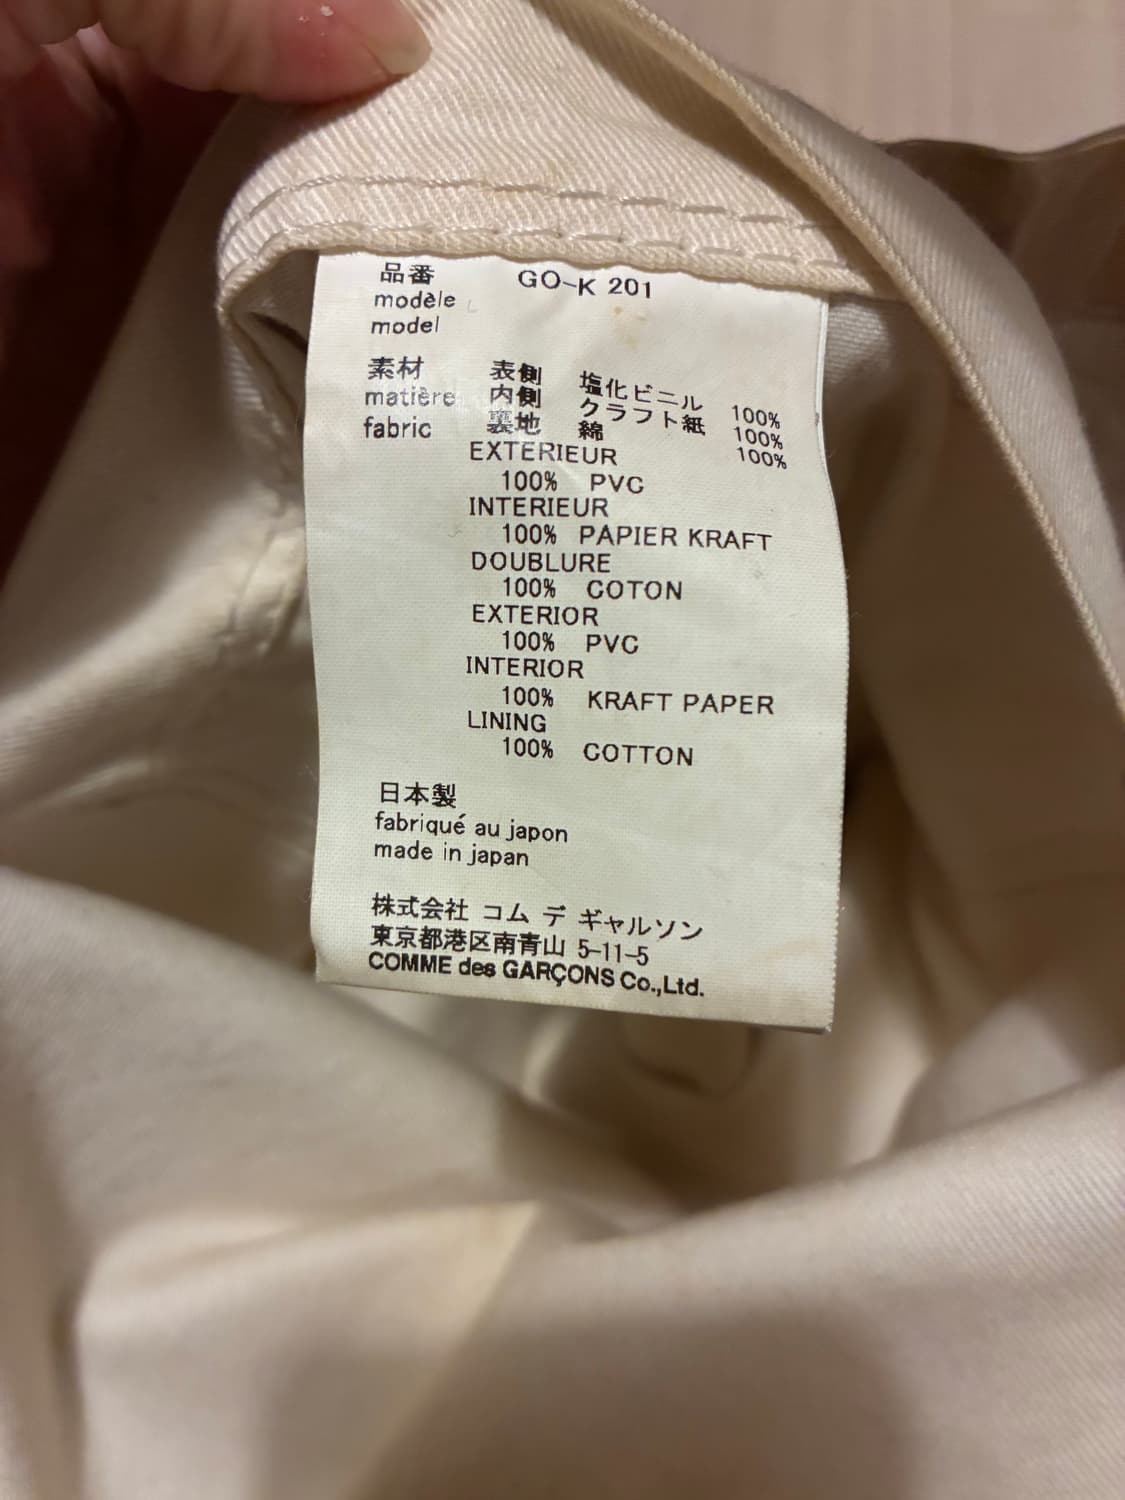 品番 GO-K 201
modèle
model
素材 表側 塩化ビニル 100%
matière 内側 クラフト紙 100%
fabric 裏地 綿 100%
EXTERIEUR
100% PVC
INTERIEUR
100% PAPIER KRAFT
DOUBLURE
100% COTON
EXTERIOR
100% PVC
INTERIOR
100% KRAFT PAPER
LINING
100% COTTON
日本製
fabriqué au japon
made in japan
株式会社 コム デ ギャルソン
東京都港区南青山 5-11-5
COMME des GARÇONS Co.,Ltd.